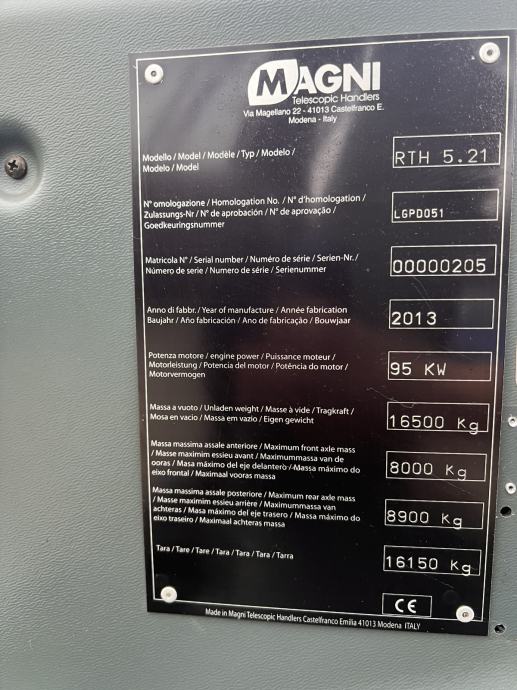 MAGNI
Telescopic Handlers
Via Magellano 22 - 41013 Castelfranco E.
Modena - Italy
Modello / Model / Modèle / Typ / Modelo /
Modelo / Model
RTH 5.21
N° omologazione / Homologation No. / N° d'homologation /
Zulassungs-Nr / N° de aprobación / N° de aprovação /
Goedkeuringsnummer
LGPD051
Matricola N° / Serial number / Numéro de série / Serien-Nr. /
Número de serie / Numero de série / Serienummer
00000205
Anno di fabbr. / Year of manufacture / Année fabrication
Baujahr / Año fabricación / Ano de fabricação / Bouwjaar
2013
Potenza motore / engine power / Puissance moteur /
Motorleistung / Potencia del motor / Potência do motor /
Motorvermogen
95 KW
Massa a vuoto / Unladen weight / Masse à vide / Tragkraft /
Mosa en vacio / Massa em vazio / Eigen gewicht
16500 Kg
Massa massima assale anteriore / Maximum front axle mass
/ Masse maximim essieu avant / Maximummassa van de
ooras / Masa máximo del eje delantero / Massa máximo do
eixo frontal / Maximaal vooras massa
8000 Kg
Massa massima assale posteriore / Maximum rear axle mass
/ Masse maximim essieu arrière / Maximummassa van
achteras / Masa máximo del eje trasero / Massa máximo do
eixo traseiro / Maximaal achteras massa
8900 Kg
Tara / Tare / Tare / Tara / Tara / Tara / Tarra
16150 Kg
CE
Made in Magni Telescopic Handlers Castelfranco Emilia 41013 Modena ITALY